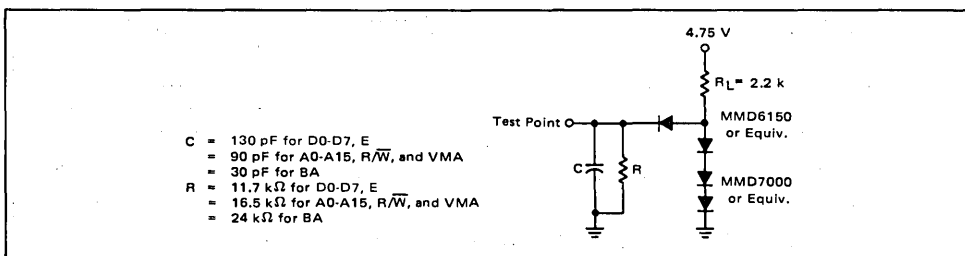 4.75 V
R_L = 2.2 k
MMD6150
or Equiv.
Test Point
C = 130 pF for D0-D7, E
= 90 pF for A0-A15, R/W̅, and VMA
= 30 pF for BA
R = 11.7 kΩ for D0-D7, E
= 16.5 kΩ for A0-A15, R/W̅, and VMA
= 24 kΩ for BA
C
R
MMD7000
or Equiv.